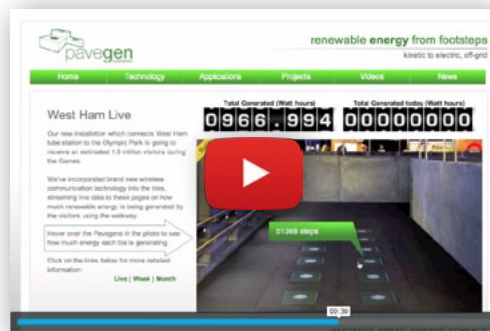 pavegen
renewable energy from footsteps
kinetic to electric, off-grid
Home Technology Applications Projects Videos News
West Ham Live
Total Generated (Watt hours) Total Generated today (Watt hours)
0966.994 00000000
Our new installation which connects West Ham
tube station to the Olympic Park is going to
receive an estimated 1.3 million visitors during
the Games.
We've incorporated brand new wireless
communication technology into the tiles,
streaming live data to these pages on how
much renewable energy is being generated by
the visitors using the walkway.
Hover over the Pavegens in the photo to see
how much energy each tile is generating.
51368 steps
Click on the links below for more detailed
information:
Live | Week | Month
00:30